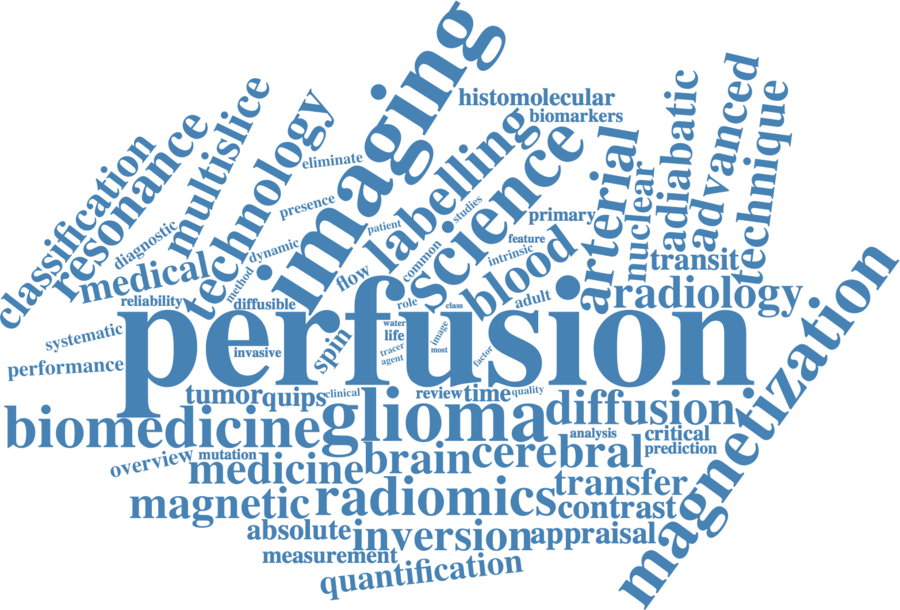 imaging
histomolecular
biomarkers
advanced
multislice
technology
radiabatic
technique
labelling
science
resonance
classification
arterial
eliminate
presence
studies
primary
nuclear
patient
diagnostic
dynamic
common
feature
intrinsic
blood
transit
medical
method
flow
adult
radiology
magnetization
reliability
diffusible
role
class
perfusion
water
life
image
systematic
spin
invasive
tracer
agent
most
factor
performance
tumor
quips
clinical
review
time
quality
biomedicine
glioma
diffusion
analysis
critical
prediction
overview
mutation
medicine
brain
cerebral
magnetic
radiomics
transfer
contrast
absolute
inversion
appraisal
measurement
quantification